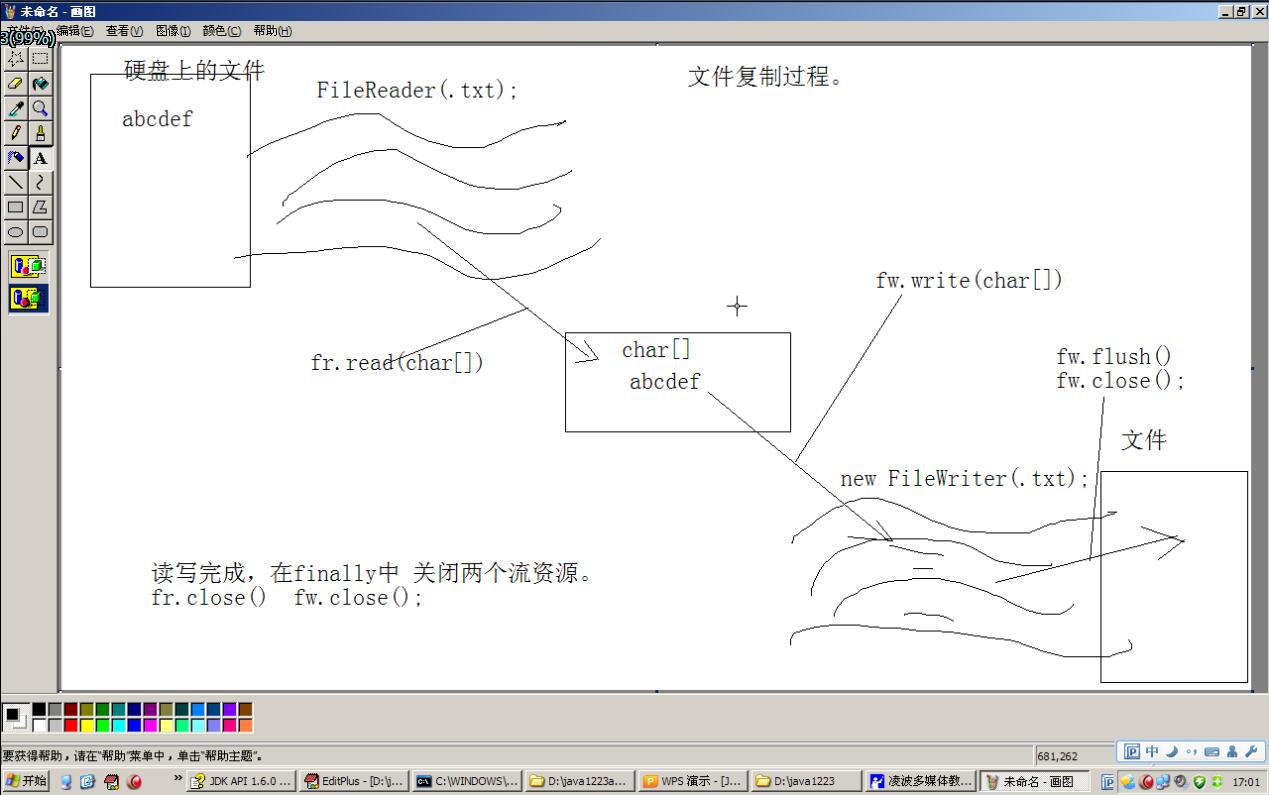 未命名 - 画图
3(99%)
编辑(E) 查看(V) 图像(I) 颜色(C) 帮助(H)
硬盘上的文件
abcdef
FileReader(.txt);
文件复制过程。
fw.write(char[])
fr.read(char[])
char[]
abcdef
fw.flush()
fw.close();
文件
new FileWriter(.txt);
读写完成，在finally中 关闭两个流资源。
fr.close() fw.close();
要获得帮助，请在“帮助”菜单中，单击“帮助主题”。
681,262
中
开始
JDK API 1.6.0 ...
EditPlus - [D:\j...
C:\WINDOWS\...
D:\java1223a...
WPS 演示 - [J...
D:\java1223
凌波多媒体教...
未命名 - 画图
17:01